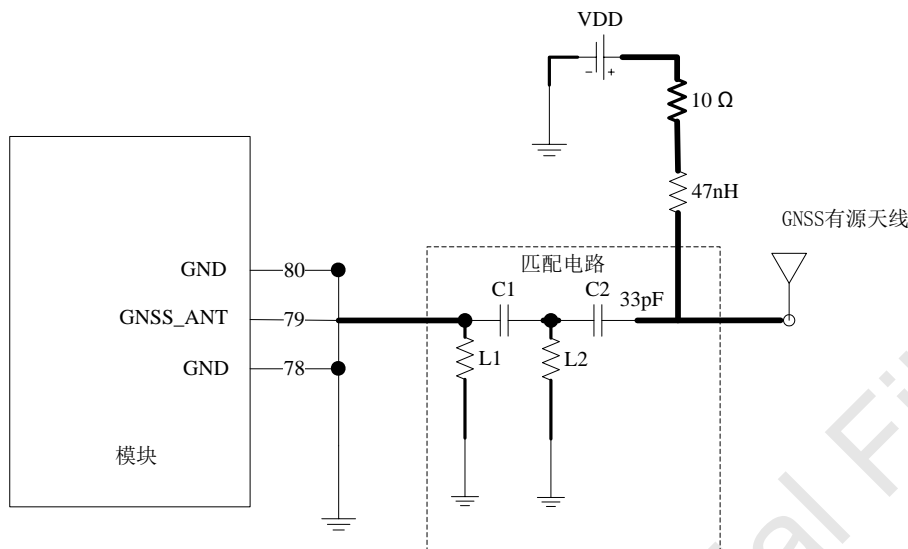 VDD
- +
10 Ω
47nH
GNSS有源天线
匹配电路
C1
C2
33pF
GND
80
GNSS_ANT
79
GND
78
L1
L2
模块